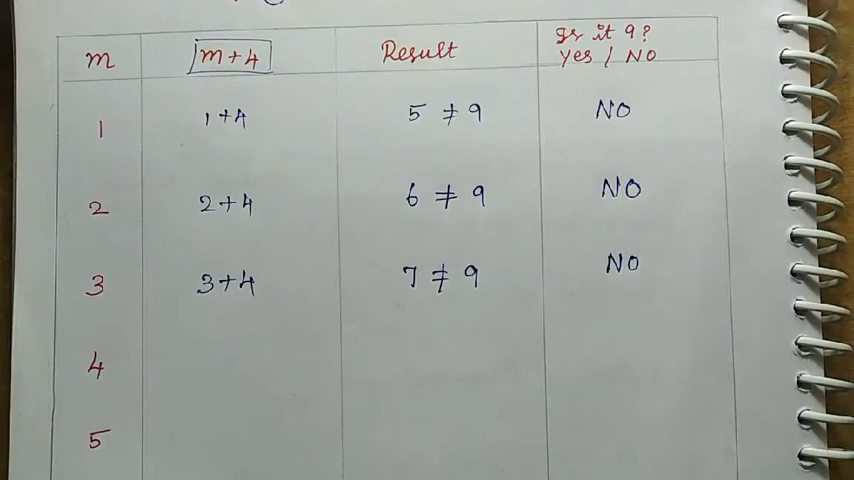 m m+4 Result Is it 9? Yes / NO
1 1+4 5 ≠ 9 NO
2 2+4 6 ≠ 9 NO
3 3+4 7 ≠ 9 NO
4
5